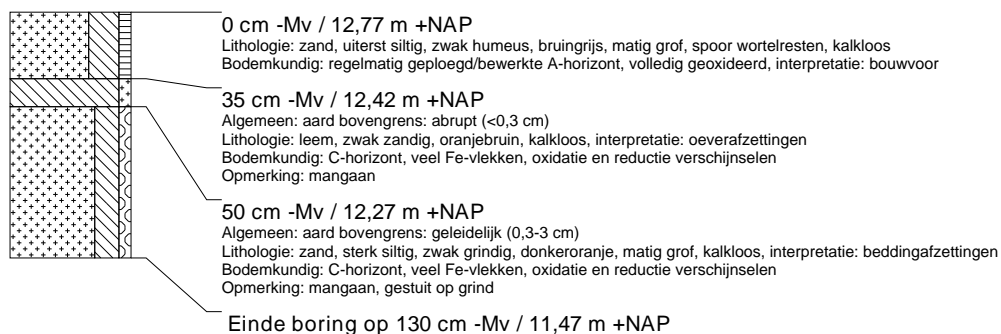 0 cm -Mv / 12,77 m +NAP
Lithologie: zand, uiterst siltig, zwak humeus, bruingrijs, matig grof, spoor wortelresten, kalkloos
Bodemkundig: regelmatig geploegd/bewerkte A-horizont, volledig geoxideerd, interpretatie: bouwvoor
35 cm -Mv / 12,42 m +NAP
Algemeen: aard bovengrens: abrupt (<0,3 cm)
Lithologie: leem, zwak zandig, oranjebruin, kalkloos, interpretatie: oeverafzettingen
Bodemkundig: C-horizont, veel Fe-vlekken, oxidatie en reductie verschijnselen
Opmerking: mangaan
50 cm -Mv / 12,27 m +NAP
Algemeen: aard bovengrens: geleidelijk (0,3-3 cm)
Lithologie: zand, sterk siltig, zwak grindig, donkeroranje, matig grof, kalkloos, interpretatie: beddingafzettingen
Bodemkundig: C-horizont, veel Fe-vlekken, oxidatie en reductie verschijnselen
Opmerking: mangaan, gestuit op grind
Einde boring op 130 cm -Mv / 11,47 m +NAP